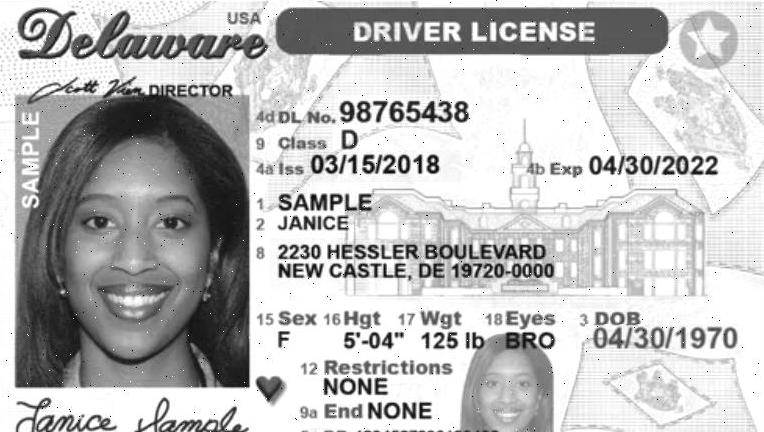 Delaware USA DRIVER LICENSE
Scott Vien DIRECTOR
SAMPLE
4d DL No. 98765438
9 Class D
4a Iss 03/15/2018 4b Exp 04/30/2022
1 SAMPLE
2 JANICE
8 2230 HESSLER BOULEVARD
NEW CASTLE, DE 19720-0000
15 Sex 16 Hgt 17 Wgt 18 Eyes 3 DOB
F 5'-04" 125 lb BRO 04/30/1970
12 Restrictions
NONE
9a End NONE
Janice Sample